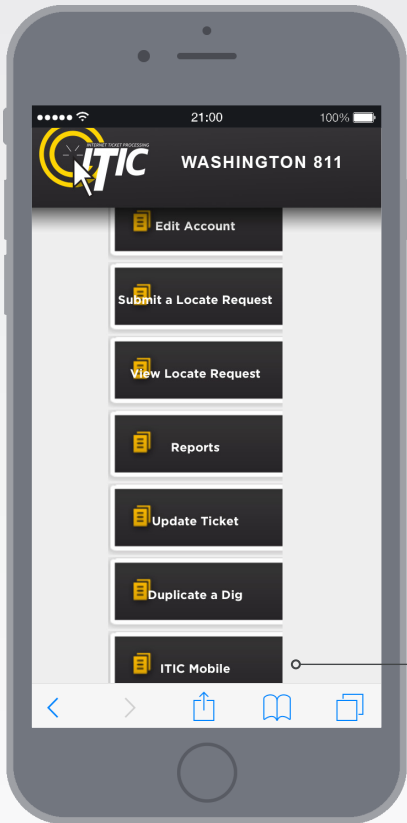 21:00
100%
INTERNET TICKET PROCESSING
ITIC
WASHINGTON 811
Edit Account
Submit a Locate Request
View Locate Request
Reports
Update Ticket
Duplicate a Dig
ITIC Mobile